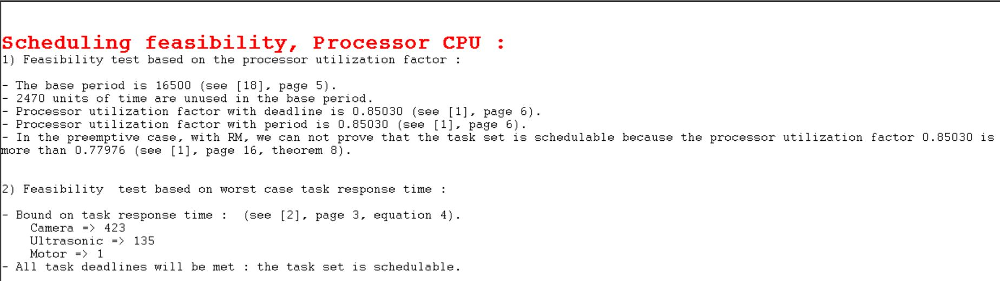 Scheduling feasibility, Processor CPU :
1) Feasibility test based on the processor utilization factor :
- The base period is 16500 (see [18], page 5).
- 2470 units of time are unused in the base period.
- Processor utilization factor with deadline is 0.85030 (see [1], page 6).
- Processor utilization factor with period is 0.85030 (see [1], page 6).
- In the preemptive case, with RM, we can not prove that the task set is schedulable because the processor utilization factor 0.85030 is
more than 0.77976 (see [1], page 16, theorem 8).
2) Feasibility  test based on worst case task response time :
- Bound on task response time :  (see [2], page 3, equation 4).
Camera => 423
Ultrasonic => 135
Motor => 1
- All task deadlines will be met : the task set is schedulable.